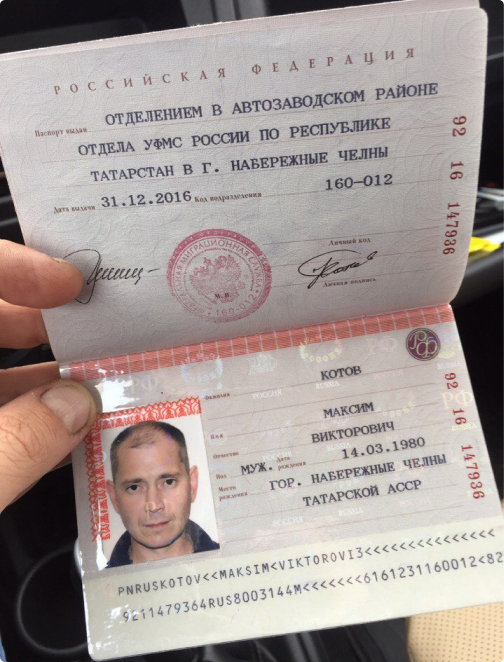 РОССИЙСКАЯ ФЕДЕРАЦИЯ
Паспорт выдан ОТДЕЛЕНИЕМ В АВТОЗАВОДСКОМ РАЙОНЕ
ОТДЕЛА УФМС РОССИИ ПО РЕСПУБЛИКЕ
ТАТАРСТАН В Г. НАБЕРЕЖНЫЕ ЧЕЛНЫ
Дата выдачи 31.12.2016 Код подразделения 160-012
92 16 147936
Личный код
М.П.
Личная подпись
РФ
КОТОВ
Фамилия
МАКСИМ
Имя
ВИКТОРОВИЧ
Отчество
Пол МУЖ. Дата рождения 14.03.1980
Место рождения ГОР. НАБЕРЕЖНЫЕ ЧЕЛНЫ
ТАТАРСКОЙ АССР
92 16 147936
PNRUSKOTOV<<MAKSIM<VIKTOROVI3<<<<<<<<<<<<<<<
9211479364RUS8003144M<<<<<<<6161231160012<82